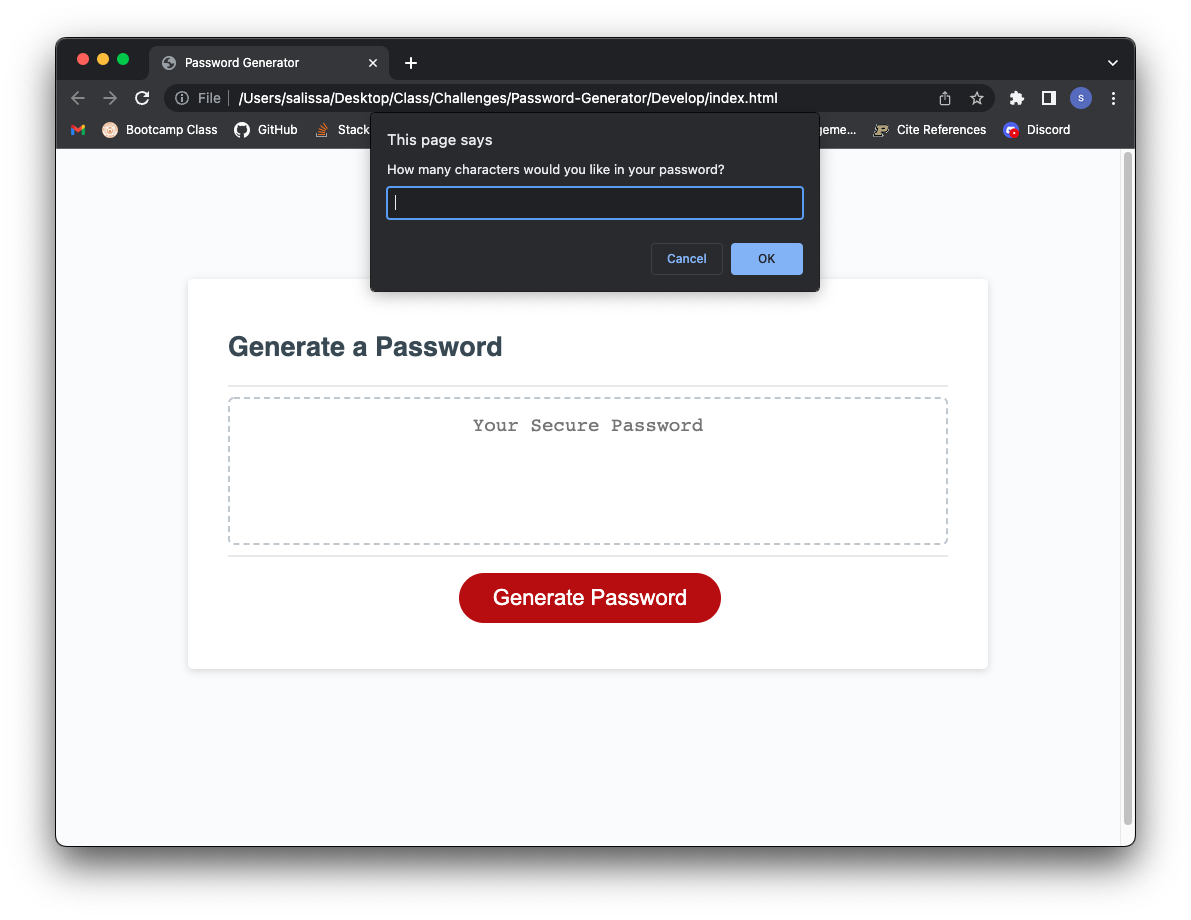 Password Generator
File /Users/salissa/Desktop/Class/Challenges/Password-Generator/Develop/index.html
S
Bootcamp Class GitHub Stack Cite References Discord
This page says
How many characters would you like in your password?
Cancel OK
Generate a Password
Your Secure Password
Generate Password